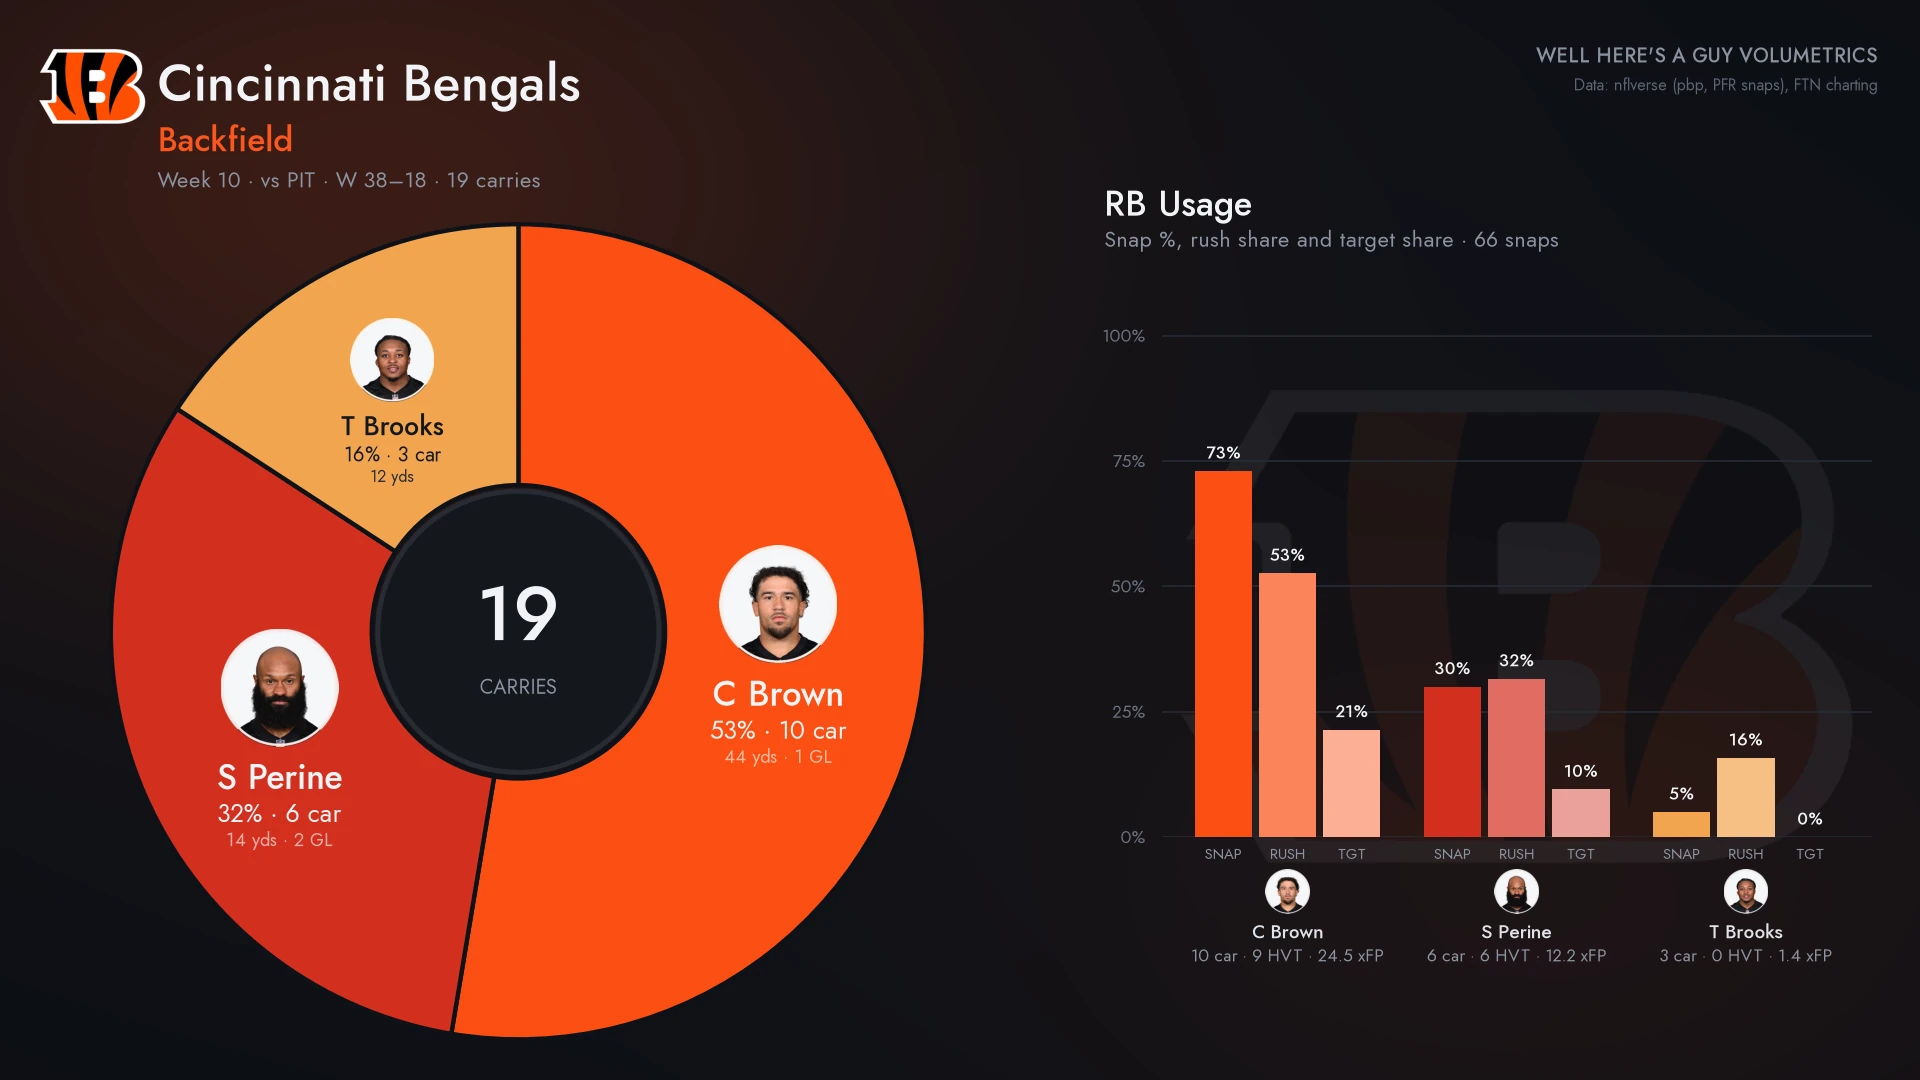 Cincinnati Bengals
Backfield
Week 10 · vs PIT · W 38–18 · 19 carries
WELL HERE'S A GUY VOLUMETRICS
Data: nflverse (pbp, PFR snaps), FTN charting
T Brooks
16% · 3 car
12 yds
19
CARRIES
C Brown
53% · 10 car
44 yds · 1 GL
S Perine
32% · 6 car
14 yds · 2 GL
RB Usage
Snap %, rush share and target share · 66 snaps
100%
75%
50%
25%
0%
73%
53%
21%
30%
32%
10%
5%
16%
0%
SNAP RUSH TGT SNAP RUSH TGT SNAP RUSH TGT
C Brown
10 car · 9 HVT · 24.5 xFP
S Perine
6 car · 6 HVT · 12.2 xFP
T Brooks
3 car · 0 HVT · 1.4 xFP